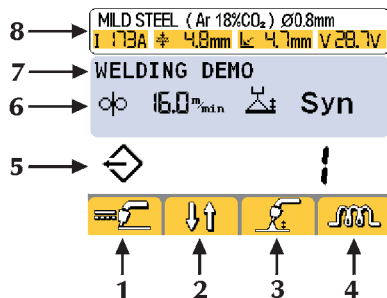 8 MILD STEEL ( Ar 18%CO₂ ) Ø0.8mm
I 173A 4.8mm 4.7mm V 28.7V
7 WELDING DEMO
6 16.0 m/min Syn
5 1
1 2 3 4